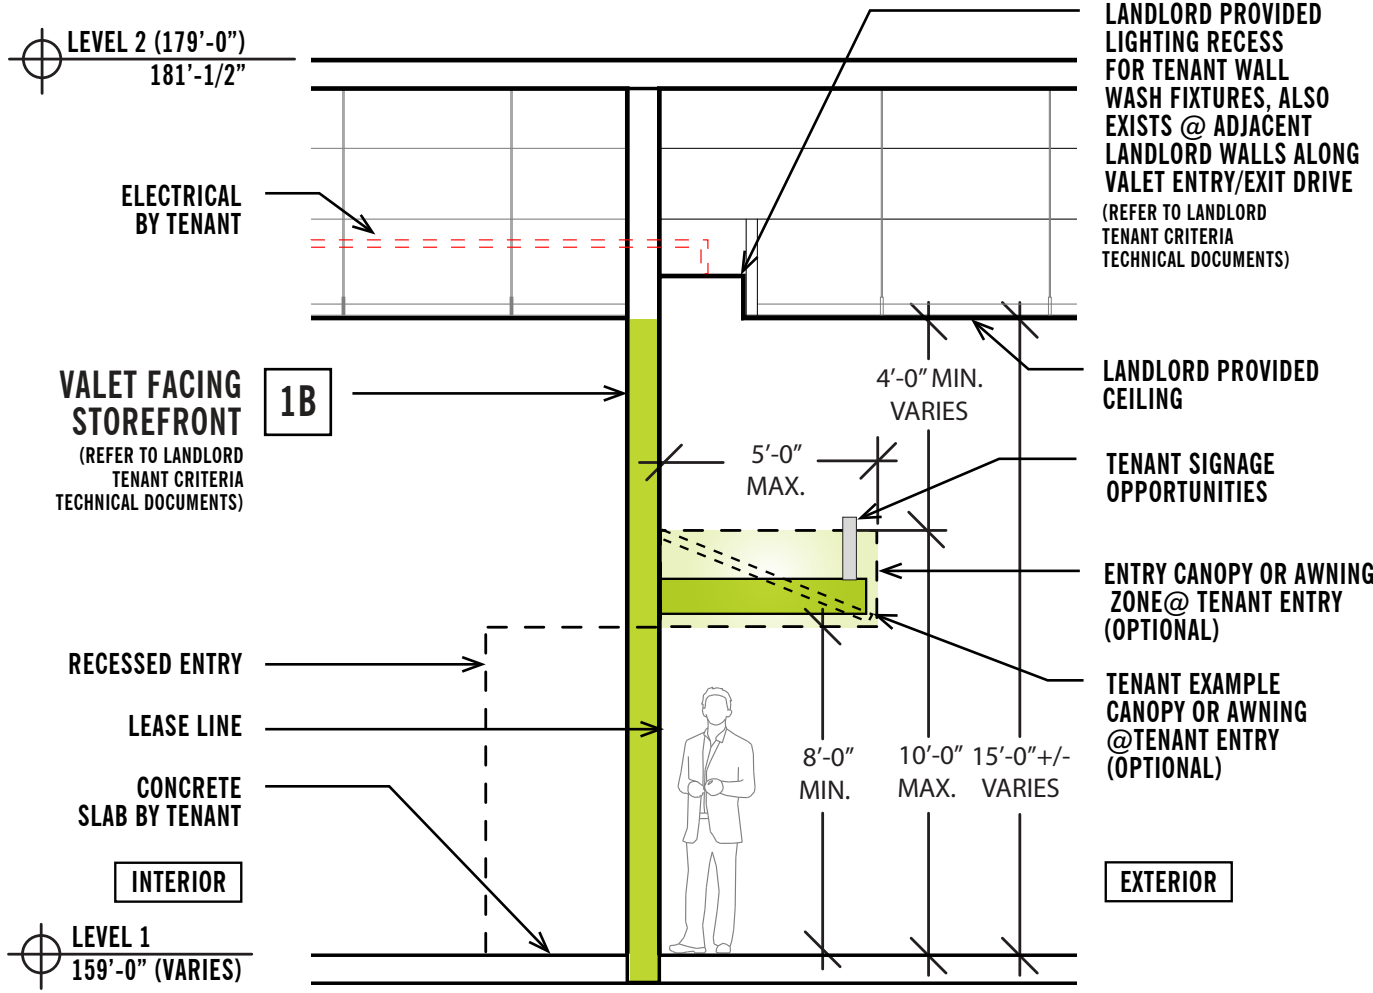 LEVEL 2 (179’-0”)
181’-1/2”
ELECTRICAL
BY TENANT
VALET FACING
STOREFRONT
(REFER TO LANDLORD
TENANT CRITERIA
TECHNICAL DOCUMENTS)
1B
RECESSED ENTRY
LEASE LINE
CONCRETE
SLAB BY TENANT
INTERIOR
LEVEL 1
159’-0” (VARIES)
4’-0” MIN.
VARIES
5’-0”
MAX.
8’-0”
MIN.
10’-0”
MAX.
15’-0”+/-
VARIES
LANDLORD PROVIDED
LIGHTING RECESS
FOR TENANT WALL
WASH FIXTURES, ALSO
EXISTS @ ADJACENT
LANDLORD WALLS ALONG
VALET ENTRY/EXIT DRIVE
(REFER TO LANDLORD
TENANT CRITERIA
TECHNICAL DOCUMENTS)
LANDLORD PROVIDED
CEILING
TENANT SIGNAGE
OPPORTUNITIES
ENTRY CANOPY OR AWNING
ZONE@ TENANT ENTRY
(OPTIONAL)
TENANT EXAMPLE
CANOPY OR AWNING
@TENANT ENTRY
(OPTIONAL)
EXTERIOR